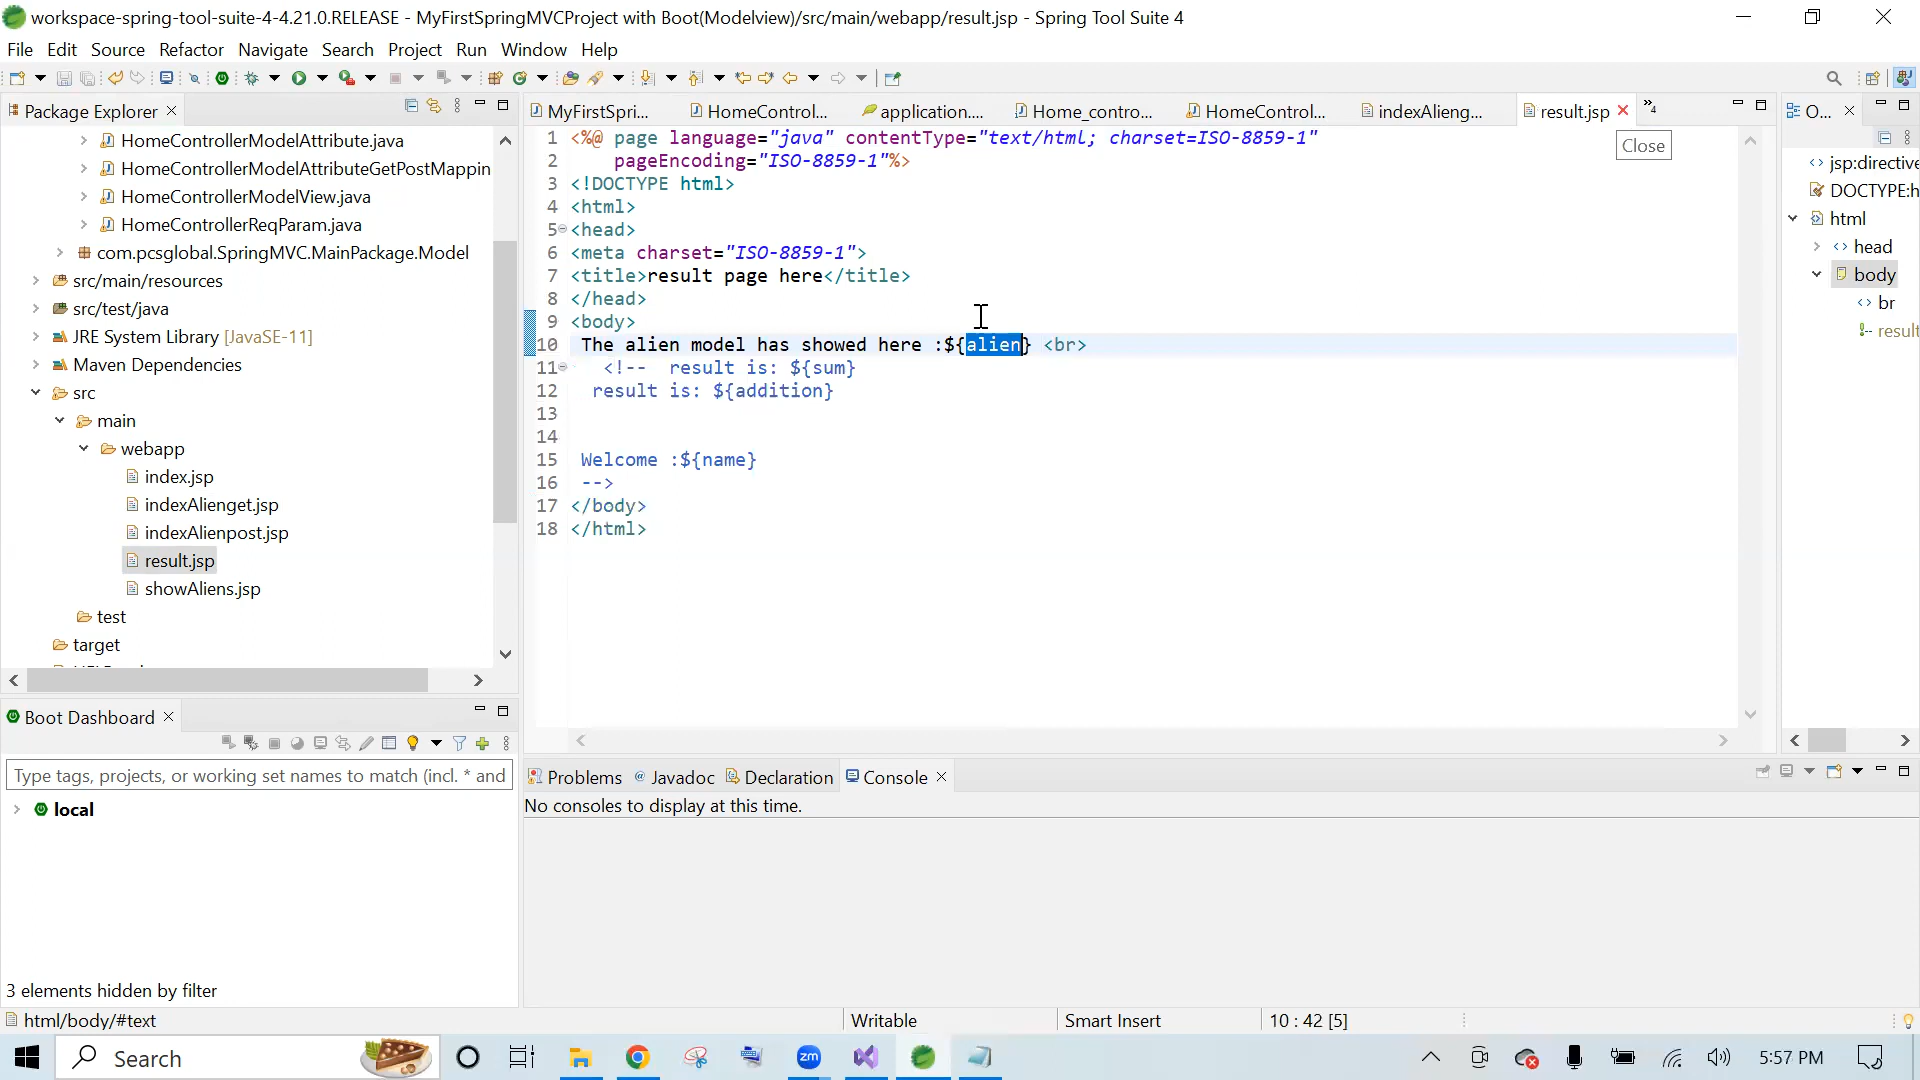 workspace-spring-tool-suite-4-4.21.0.RELEASE - MyFirstSpringMVCProject with Boot(Modelview)/src/main/webapp/result.jsp - Spring Tool Suite 4
File Edit Source Refactor Navigate Search Project Run Window Help
Package Explorer
HomeControllerModelAttribute.java
HomeControllerModelAttributeGetPostMappin
HomeControllerModelView.java
HomeControllerReqParam.java
com.pcsglobal.SpringMVC.MainPackage.Model
src/main/resources
src/test/java
JRE System Library [JavaSE-11]
Maven Dependencies
src
main
webapp
index.jsp
indexAlienget.jsp
indexAlienpost.jsp
result.jsp
showAliens.jsp
test
target
Boot Dashboard
Type tags, projects, or working set names to match (incl. * and
local
3 elements hidden by filter
MyFirstSpri... HomeControl... application.... Home_contro... HomeControl... indexAlieng... result.jsp 4
Close
1 <%@ page language="java" contentType="text/html; charset=ISO-8859-1"
2 pageEncoding="ISO-8859-1"%>
3 <!DOCTYPE html>
4 <html>
5 <head>
6 <meta charset="ISO-8859-1">
7 <title>result page here</title>
8 </head>
9 <body>
10 The alien model has showed here :${alien} <br>
11 <!-- result is: ${sum}
12 result is: ${addition}
13
14
15 Welcome :${name}
16 -->
17 </body>
18 </html>
O...
jsp:directive
DOCTYPE:h
html
head
body
br
result
Problems Javadoc Declaration Console
No consoles to display at this time.
html/body/#text Writable Smart Insert 10 : 42 [5]
Search 5:57 PM